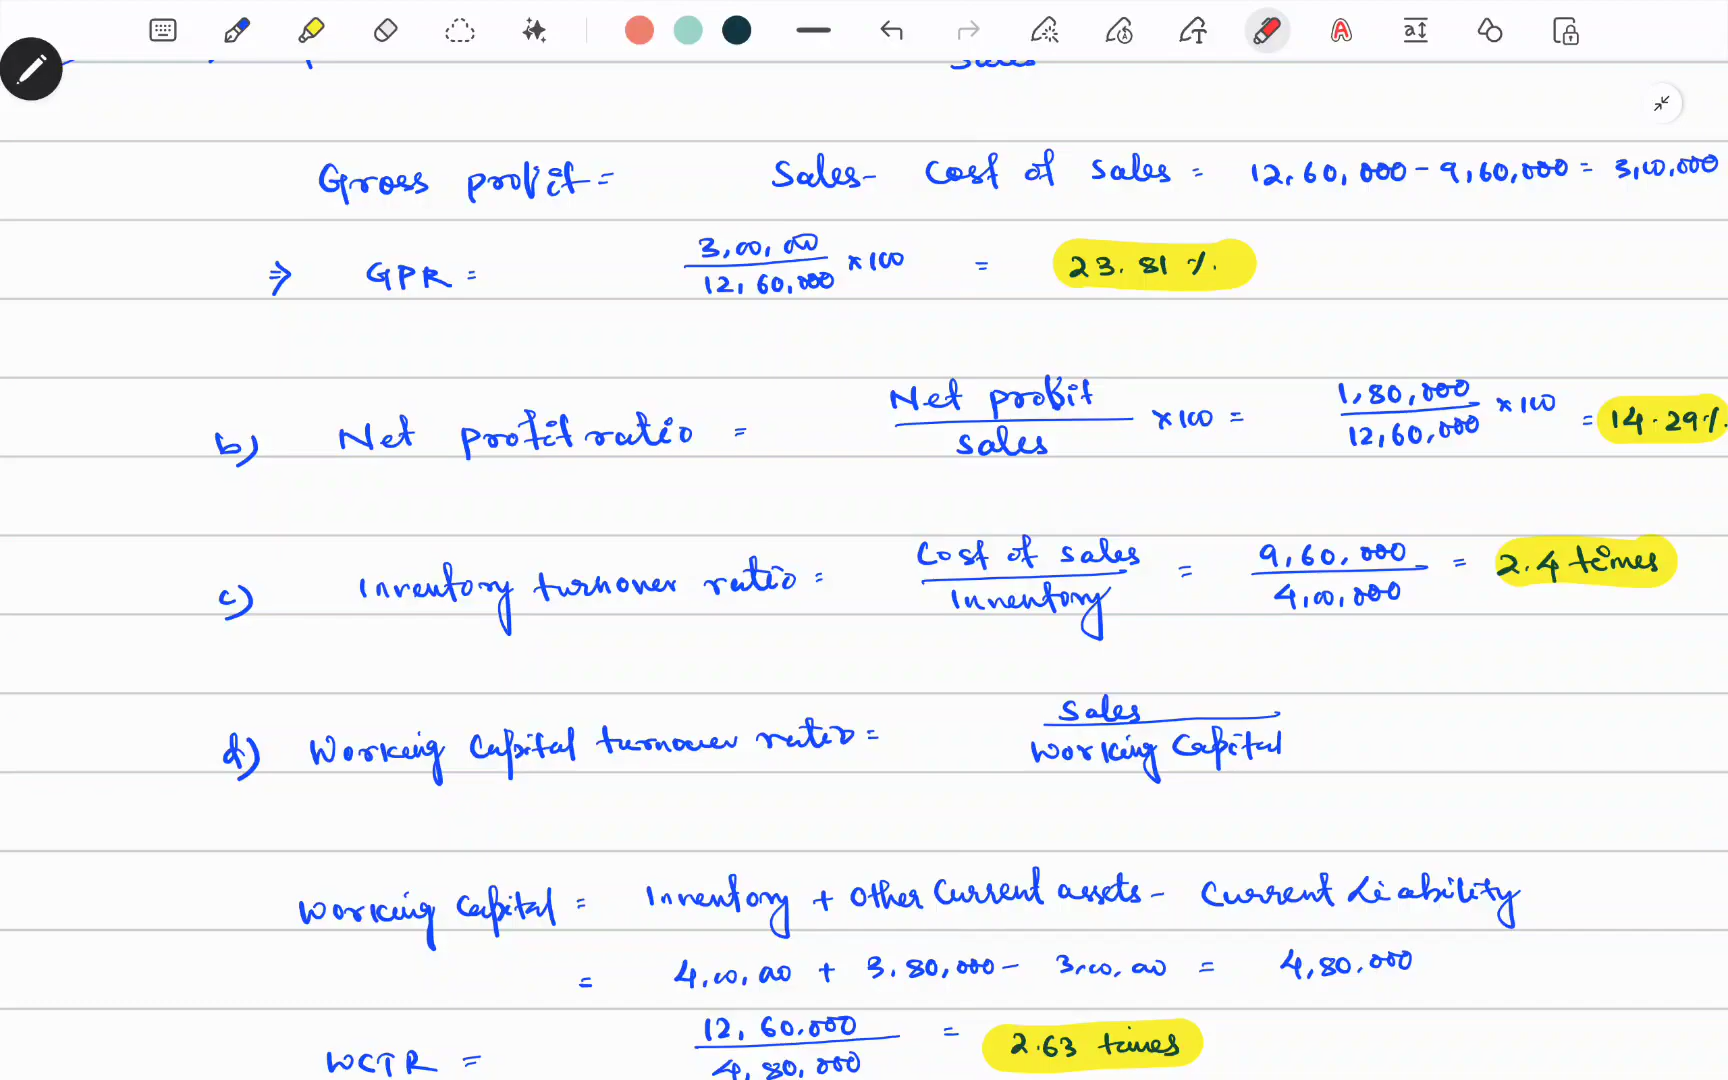 Gross profit = Sales - Cost of sales = 12,60,000 - 9,60,000 = 3,00,000
⇒ GPR = 3,00,000 / 12,60,000 × 100 = 23.81 %.
b) Net profit ratio = Net profit / sales × 100 = 1,80,000 / 12,60,000 × 100 = 14.29 %.
c) Inventory turnover ratio = Cost of sales / Inventory = 9,60,000 / 4,00,000 = 2.4 times
d) Working Capital turnover ratio = Sales / Working Capital
Working Capital = Inventory + Other Current assets - Current Liability
= 4,00,000 + 3,80,000 - 3,00,000 = 4,80,000
WCTR = 12,60,000 / 4,80,000 = 2.63 times